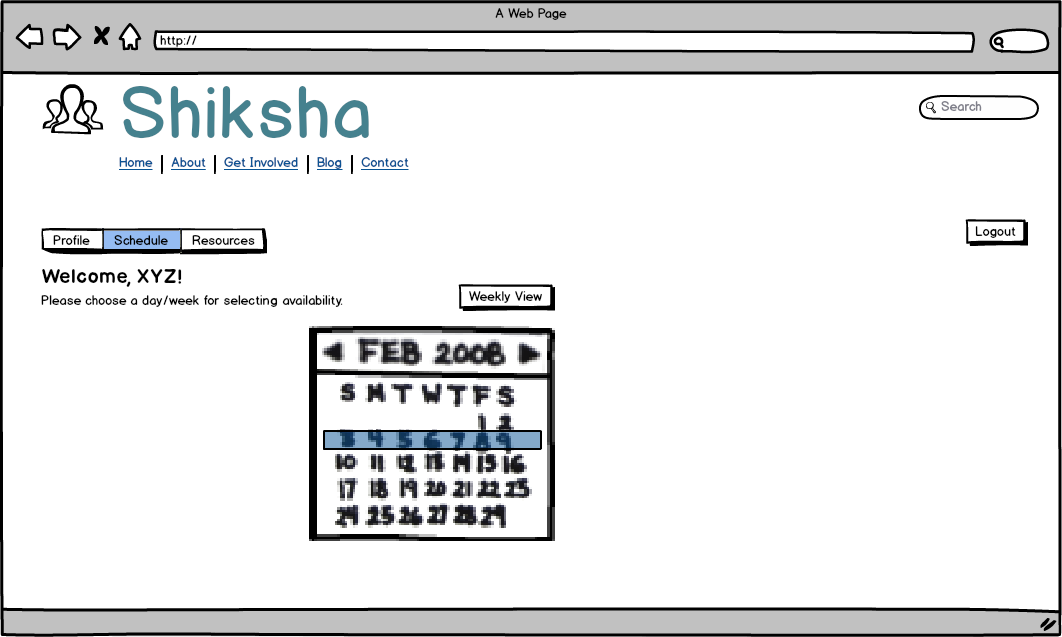 A Web Page
http://
Shiksha
Search
Home | About | Get Involved | Blog | Contact
Profile Schedule Resources
Logout
Welcome, XYZ!
Please choose a day/week for selecting availability.
Weekly View
FEB 2008
S M T W T F S
1 2
3 4 5 6 7 8 9
10 11 12 13 14 15 16
17 18 19 20 21 22 23
24 25 26 27 28 29